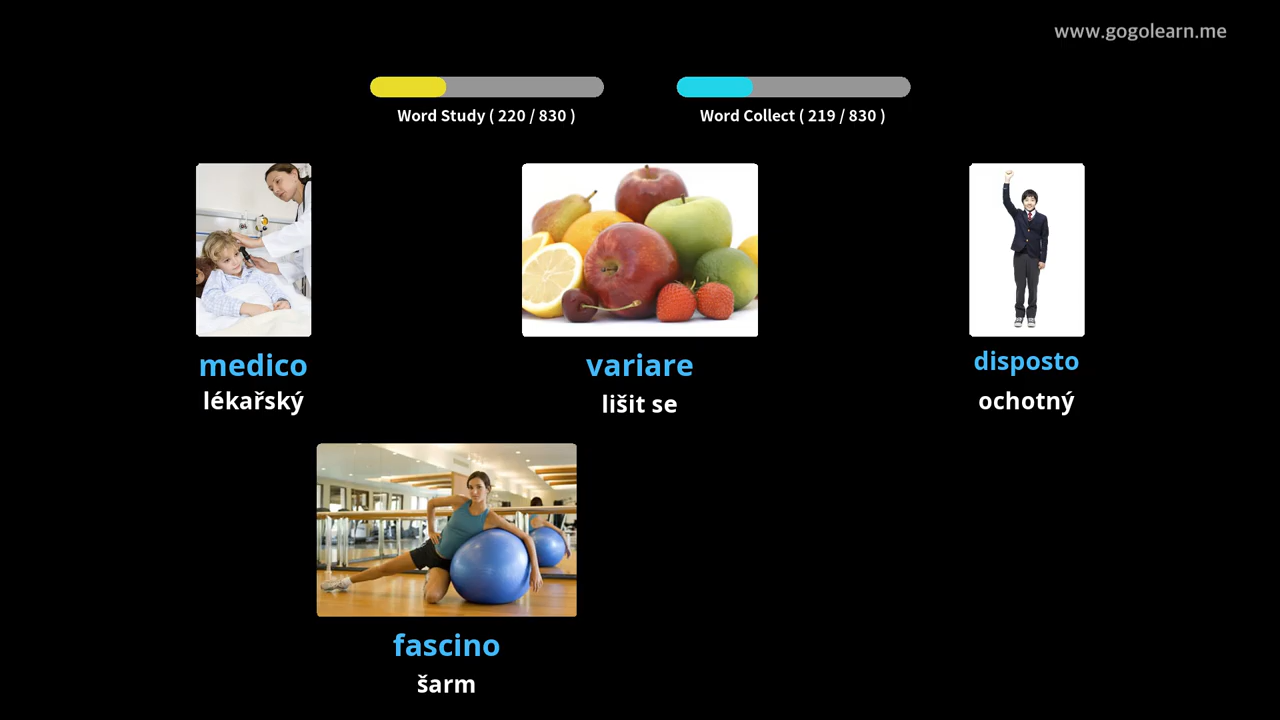 www.gogolearn.me
Word Study ( 220 / 830 )
Word Collect ( 219 / 830 )
medico
lékařský
variare
lišit se
disposto
ochotný
fascino
šarm